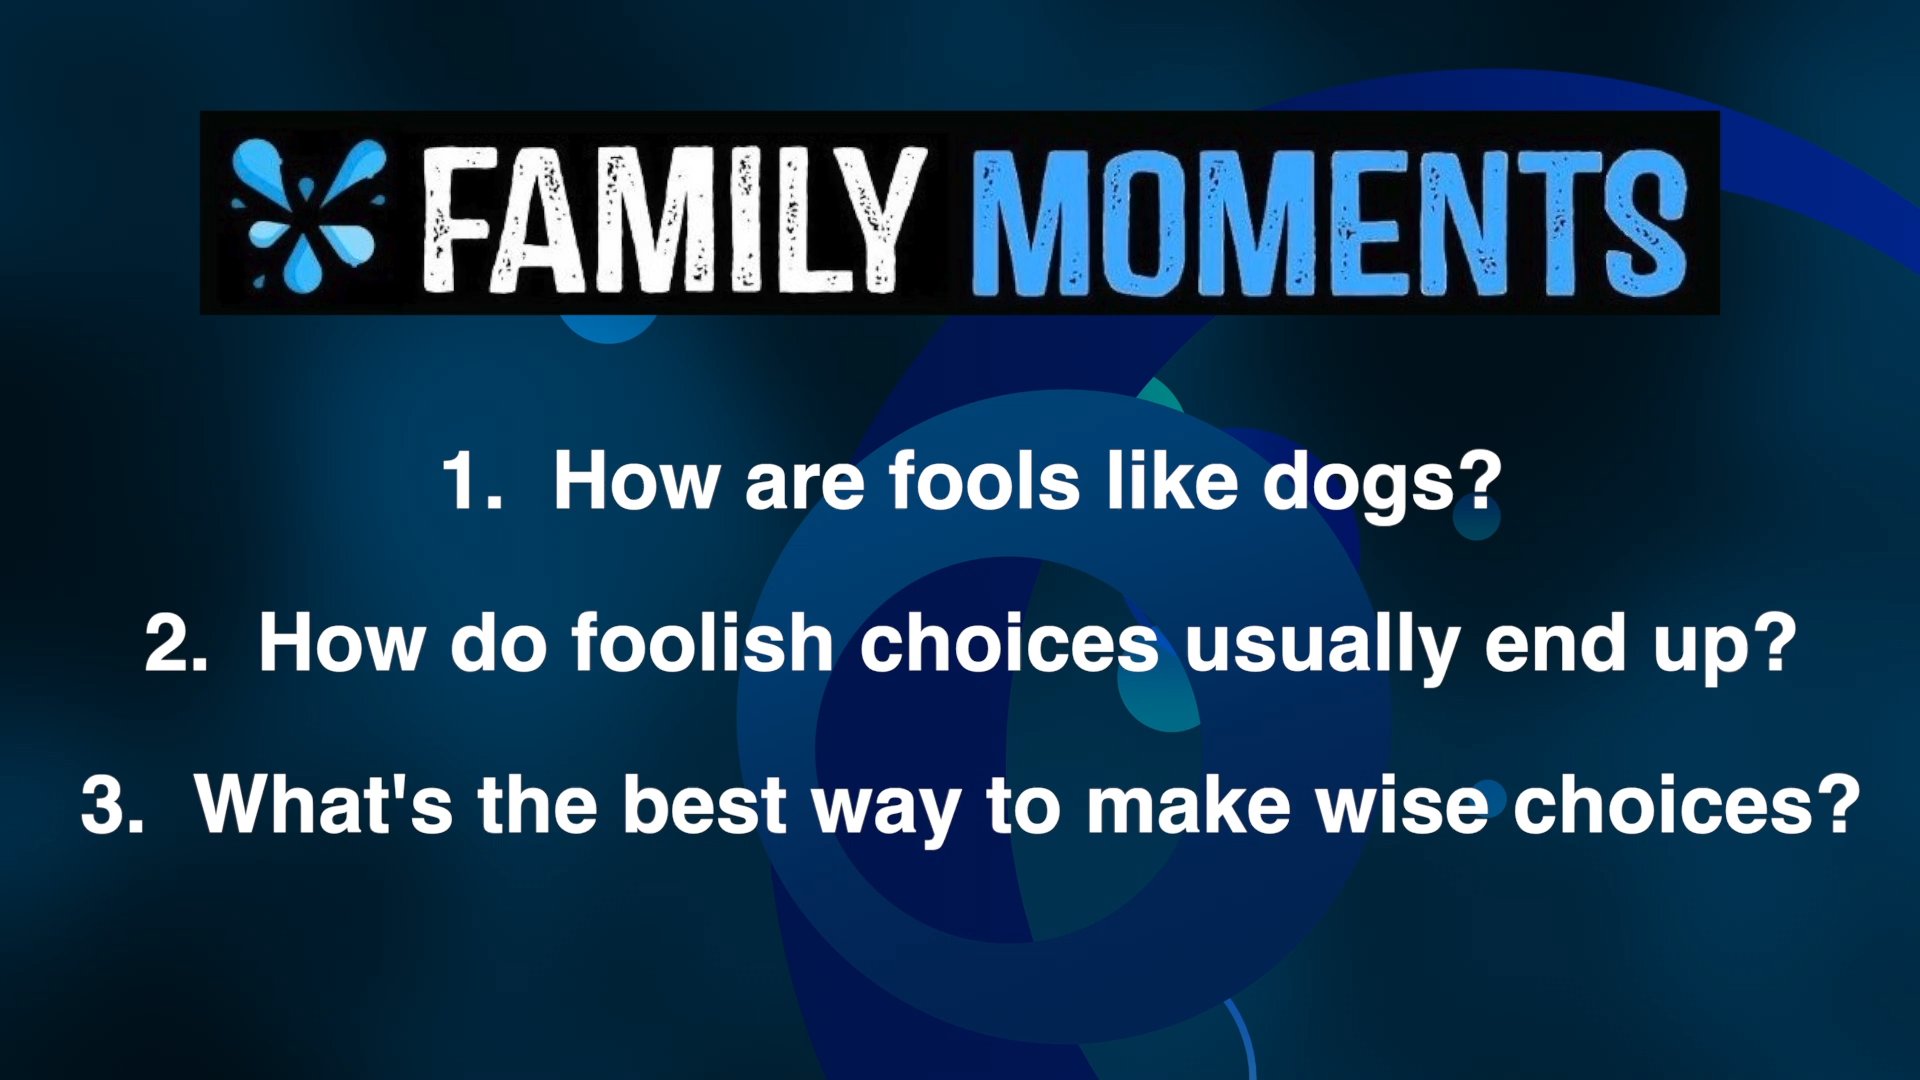 FAMILY MOMENTS
1. How are fools like dogs?
2. How do foolish choices usually end up?
3. What's the best way to make wise choices?